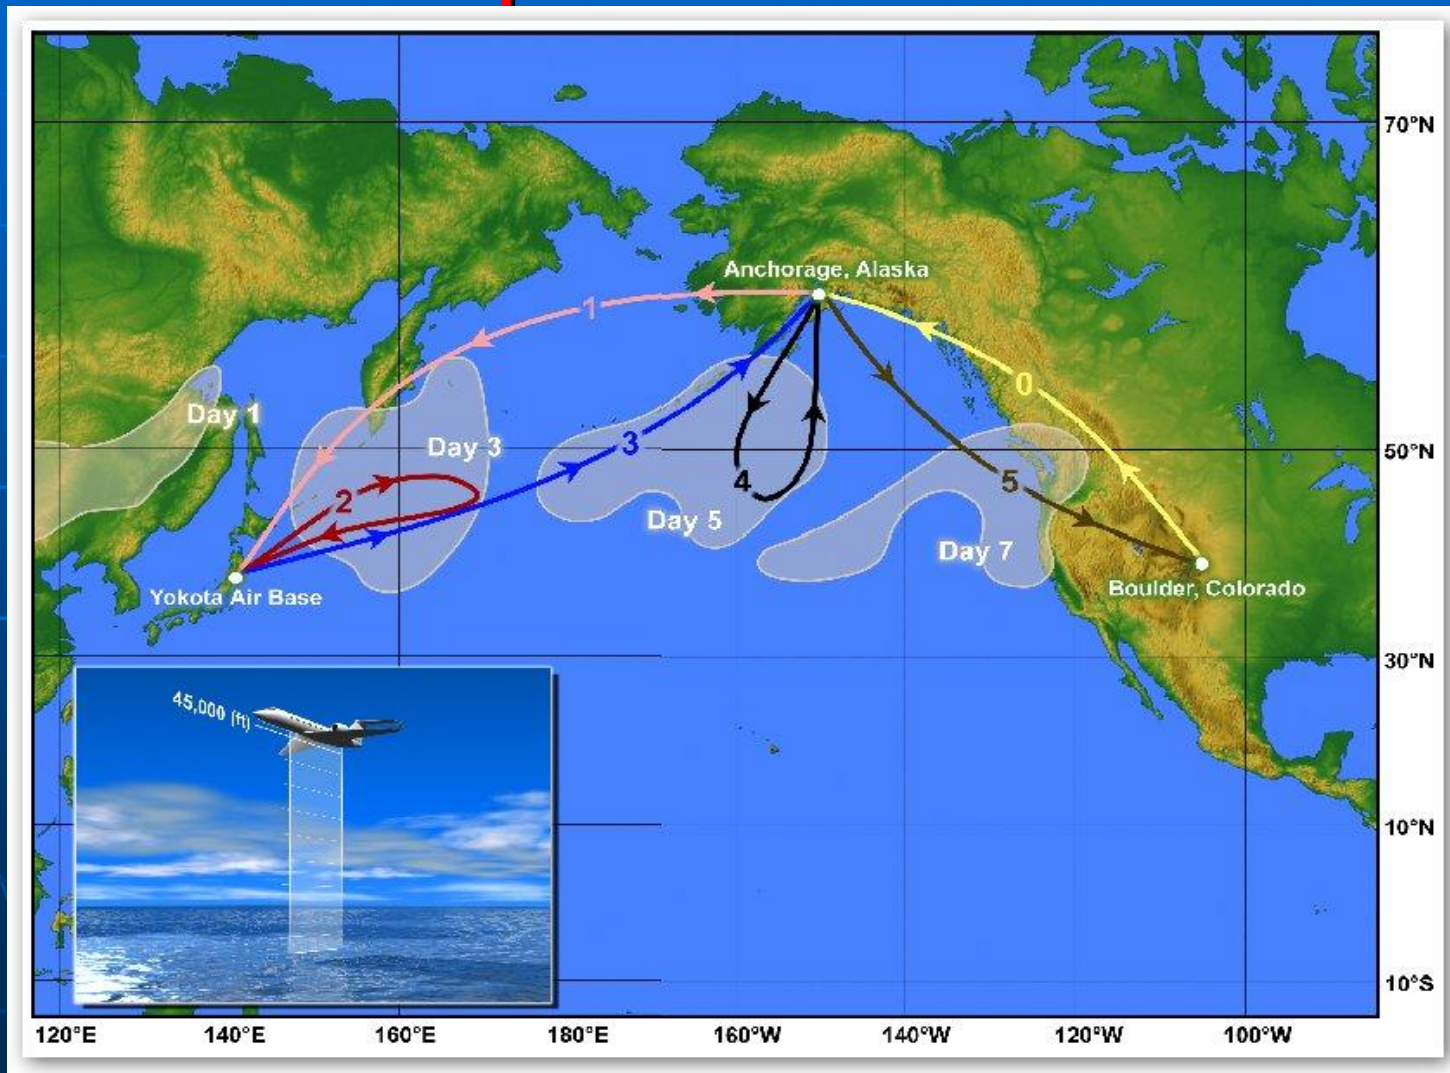 70°N
Anchorage, Alaska
1
0
Day 1
Day 3
3
50°N
2
4
5
Day 5
Day 7
Yokota Air Base
Boulder, Colorado
30°N
45,000 (ft)
10°N
10°S
120°E 140°E 160°E 180°E 160°W 140°W 120°W 100°W